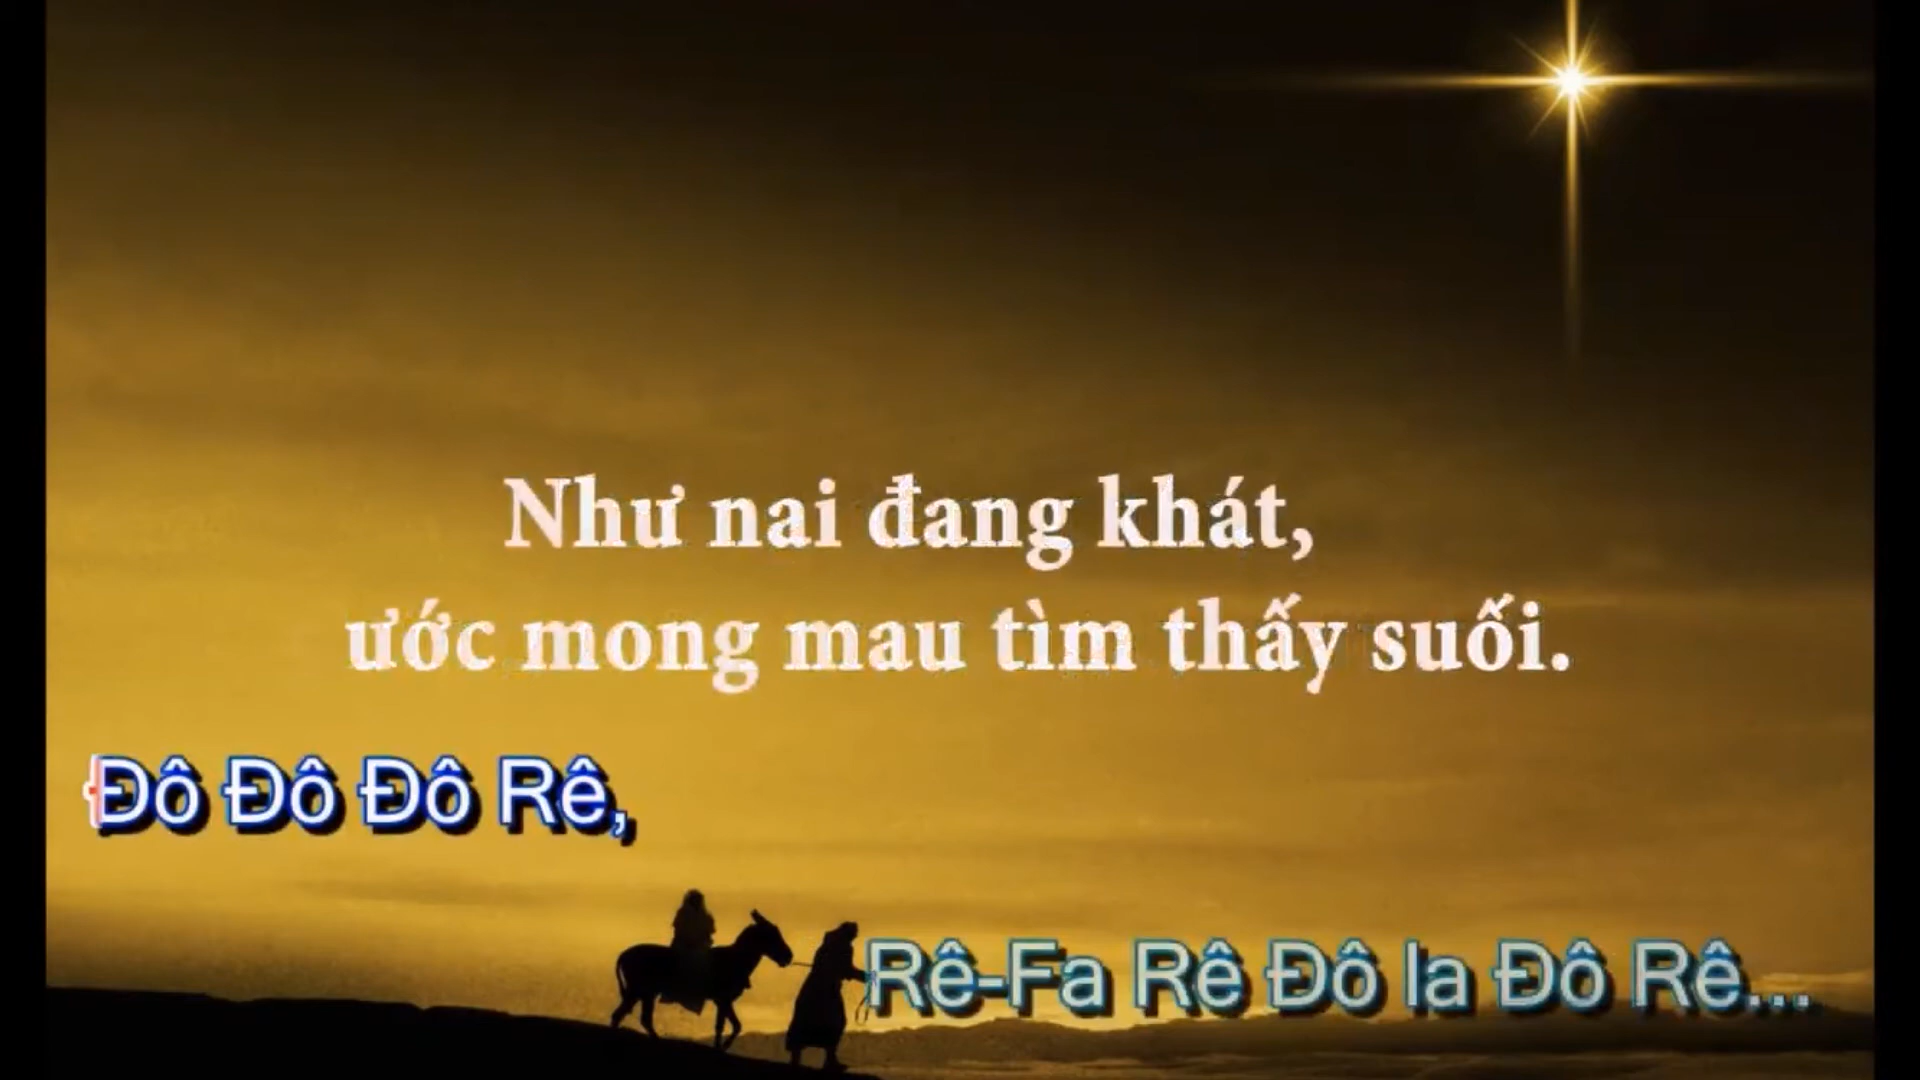 Như nai đang khát,
ước mong mau tìm thấy suối.
Đô Đô Đô Rê,
Rê-Fa Rê Đô la Đô Rê...